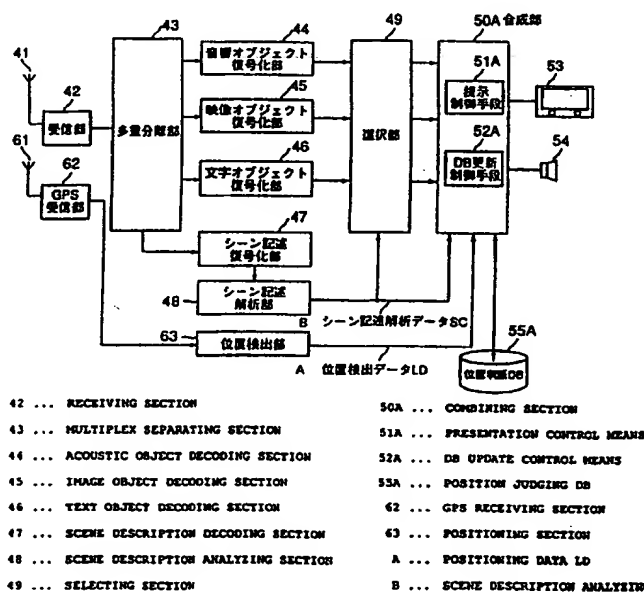 43
44
49
50A 合成部
41
音響オブジェクト
復号化部
51A
53
42
45
提示
制御手段
受信部
多重分離部
映像オブジェクト
復号化部
選択部
61
52A
54
62
46
DB更新
制御手段
GPS
受信部
文字オブジェクト
復号化部
47
シーン記述
復号化部
48
シーン記述
解析部
B
シーン記述解析データSC
63
55A
位置検出部
A
位置検出データLD
位置判定DB
42 ... RECEIVING SECTION
43 ... MULTIPLEX SEPARATING SECTION
44 ... ACOUSTIC OBJECT DECODING SECTION
45 ... IMAGE OBJECT DECODING SECTION
46 ... TEXT OBJECT DECODING SECTION
47 ... SCENE DESCRIPTION DECODING SECTION
48 ... SCENE DESCRIPTION ANALYZING SECTION
49 ... SELECTING SECTION
50A ... COMBINING SECTION
51A ... PRESENTATION CONTROL MEANS
52A ... DB UPDATE CONTROL MEANS
53A ... POSITION JUDGING DB
62 ... GPS RECEIVING SECTION
63 ... POSITIONING SECTION
A ... POSITIONING DATA LD
B ... SCENE DESCRIPTION ANALYZING